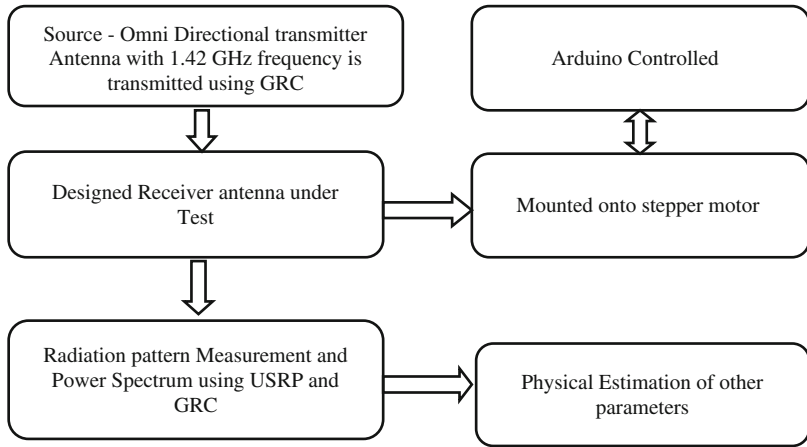 Source - Omni Directional transmitter
Antenna with 1.42 GHz frequency is
transmitted using GRC
Arduino Controlled
Designed Receiver antenna under
Test
Mounted onto stepper motor
Radiation pattern Measurement and
Power Spectrum using USRP and
GRC
Physical Estimation of other
parameters